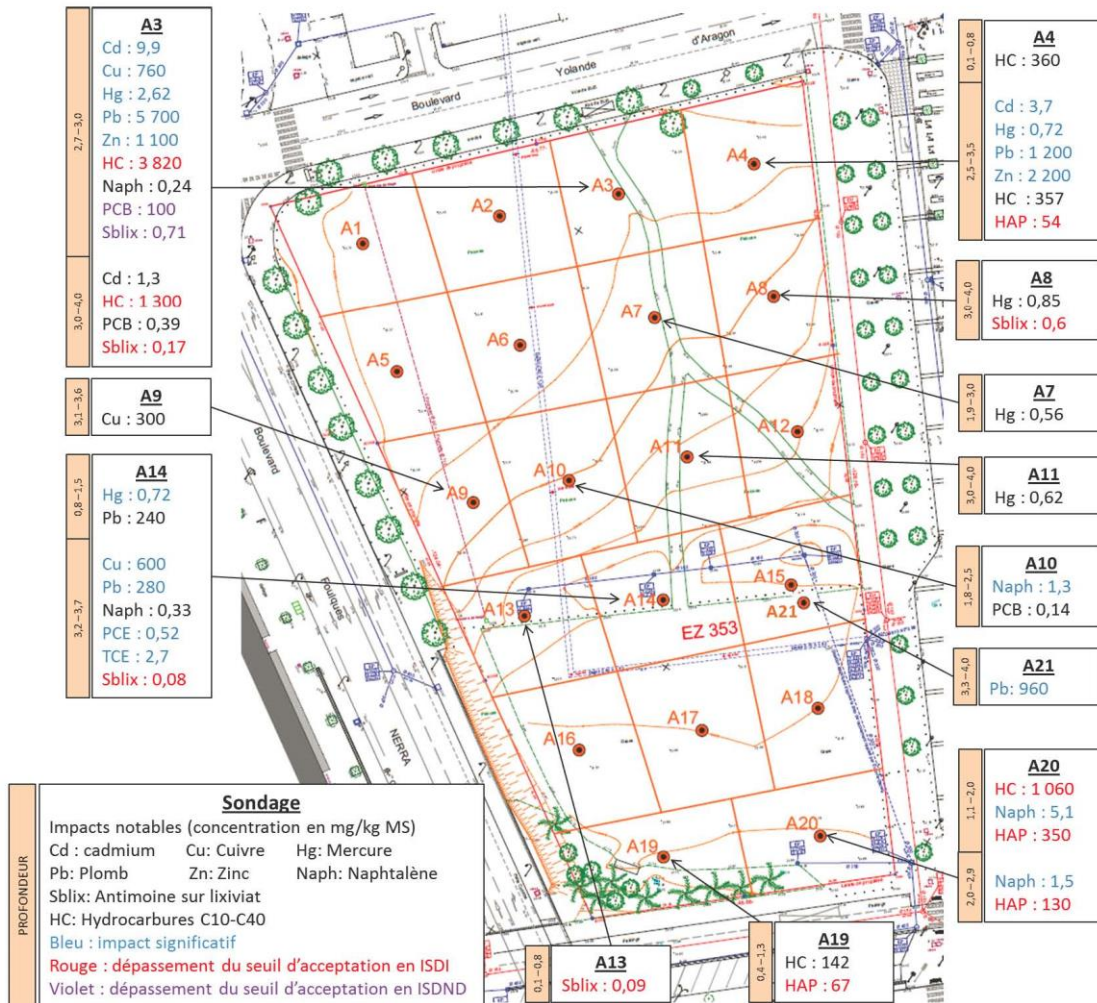 A3
Cd : 9,9
Cu : 760
Hg : 2,62
Pb : 5 700
Zn : 1 100
HC : 3 820
Naph : 0,24
PCB : 100
Sblix : 0,71
2,7–3,0
Cd : 1,3
HC : 1 300
PCB : 0,39
Sblix : 0,17
3,0–4,0
A9
Cu : 300
3,1–3,6
A14
Hg : 0,72
Pb : 240
0,8–1,5
Cu : 600
Pb : 280
Naph : 0,33
PCE : 0,52
TCE : 2,7
Sblix : 0,08
3,2–3,7
Boulevard Yolande d'Aragon
A1
A2
A3
A4
A5
A6
A7
A8
A9
A10
A11
A12
A13
A14
A15
A21
EZ 353
A16
A17
A18
A19
A20
Boulevard
Foulques
NERRA
A4
HC : 360
0,1–0,8
Cd : 3,7
Hg : 0,72
Pb : 1 200
Zn : 2 200
HC : 357
HAP : 54
2,5–3,5
A8
Hg : 0,85
Sblix : 0,6
3,0–4,0
A7
Hg : 0,56
1,9–3,0
A11
Hg : 0,62
3,0–4,0
A10
Naph : 1,3
PCB : 0,14
1,8–2,5
A21
Pb: 960
3,3–4,0
A20
HC : 1 060
Naph : 5,1
HAP : 350
1,1–2,0
Naph : 1,5
HAP : 130
2,0–2,9
A19
HC : 142
HAP : 67
0,4–1,3
A13
Sblix : 0,09
0,1–0,8
PROFONDEUR
Sondage
Impacts notables (concentration en mg/kg MS)
Cd : cadmium Cu: Cuivre Hg: Mercure
Pb: Plomb Zn: Zinc Naph: Naphtalène
Sblix: Antimoine sur lixiviat
HC: Hydrocarbures C10-C40
Bleu : impact significatif
Rouge : dépassement du seuil d'acceptation en ISDI
Violet : dépassement du seuil d'acceptation en ISDND